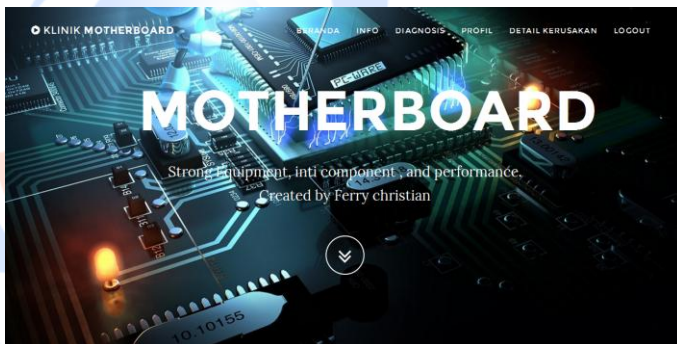 KLINIK MOTHERBOARD
BERANDA INFO DIAGNOSIS PROFIL DETAIL KERUSAKAN LOGOUT
PC-WARE
MOTHERBOARD
Strong Equipment, inti component , and performance.
Created by Ferry christian
10.10155